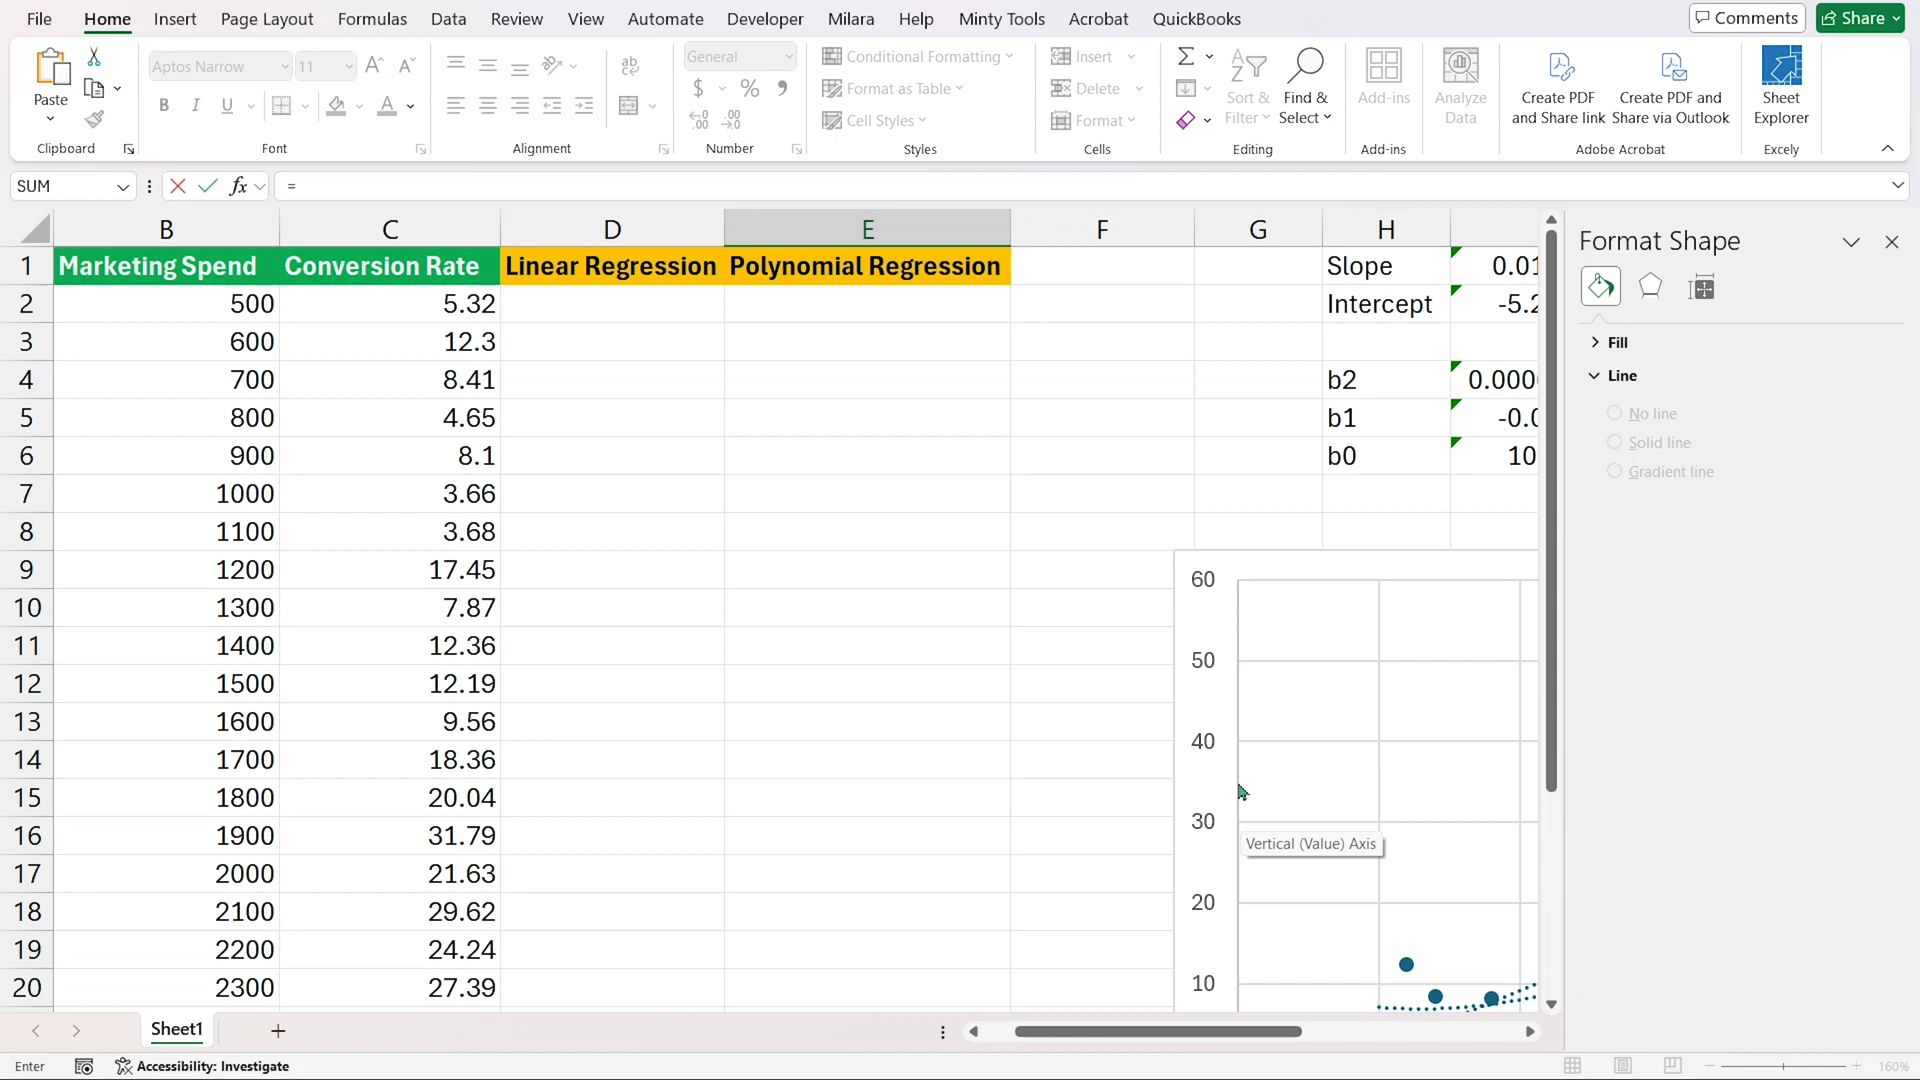 File Home Insert Page Layout Formulas Data Review View Automate Developer Milara Help Minty Tools Acrobat QuickBooks Comments Share
Paste
Clipboard
Aptos Narrow 11
B I U A
Font
Alignment
General
$ % 9
Number
Conditional Formatting
Format as Table
Cell Styles
Styles
Insert
Delete
Format
Cells
Sort &
Filter
Find &
Select
Editing
Add-ins
Add-ins
Analyze
Data
Create PDF
and Share link
Create PDF and
Share via Outlook
Adobe Acrobat
Sheet
Explorer
Excely
SUM fx =
B C D E F G H
1 Marketing Spend Conversion Rate Linear Regression Polynomial Regression Slope 0.01
2 500 5.32 Intercept -5.2
3 600 12.3
4 700 8.41 b2 0.000
5 800 4.65 b1 -0.0
6 900 8.1 b0 10
7 1000 3.66
8 1100 3.68
9 1200 17.45
10 1300 7.87
11 1400 12.36
12 1500 12.19
13 1600 9.56
14 1700 18.36
15 1800 20.04
16 1900 31.79
17 2000 21.63
18 2100 29.62
19 2200 24.24
20 2300 27.39
60
50
40
30
20
10
Vertical (Value) Axis
Format Shape
Fill
Line
No line
Solid line
Gradient line
Sheet1
Enter Accessibility: Investigate 160%